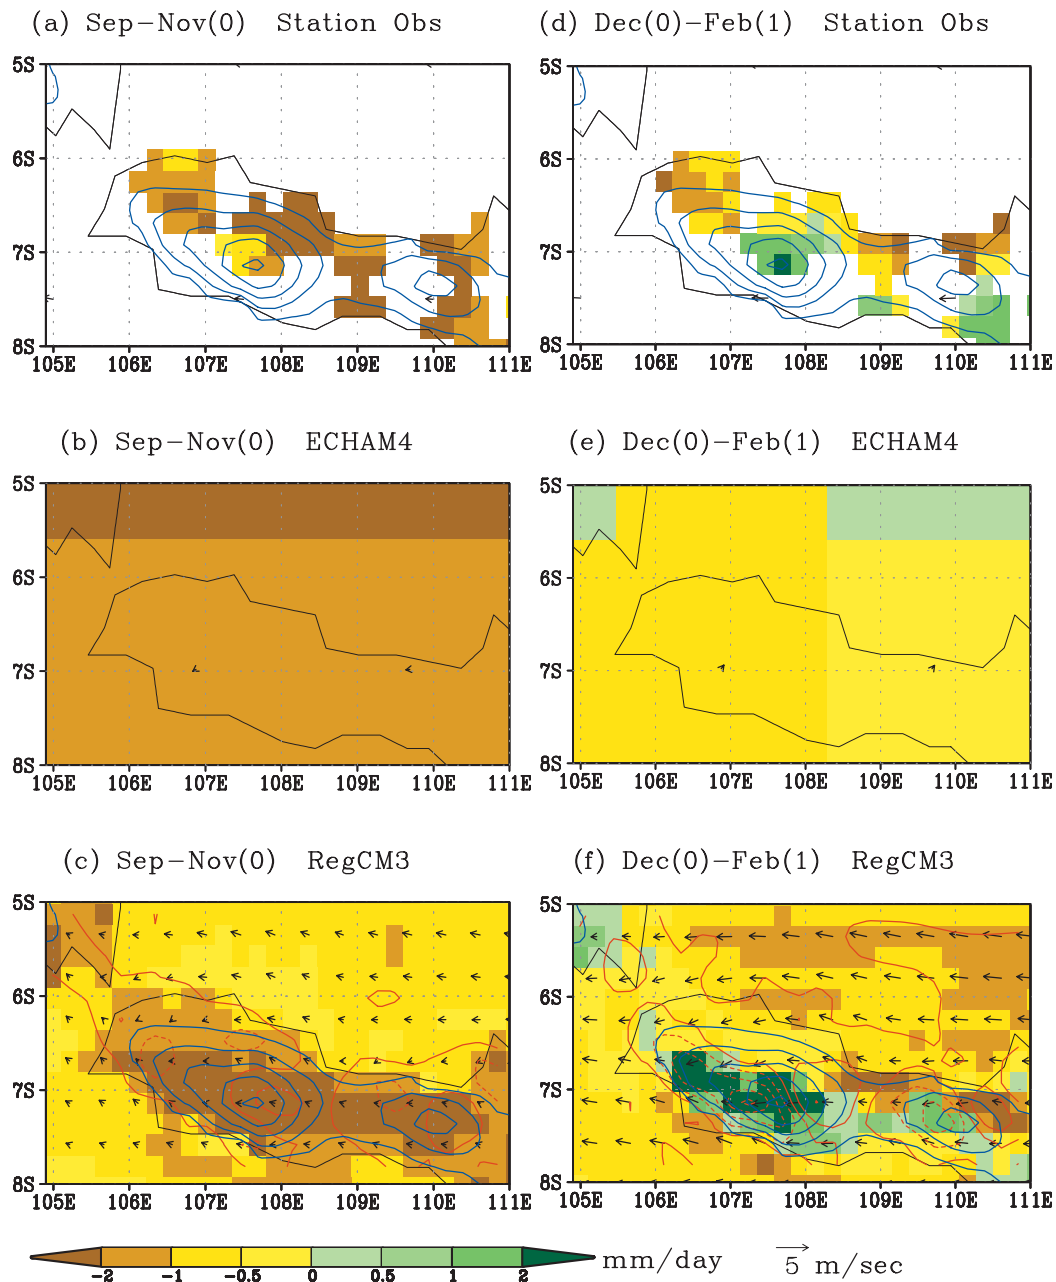 (a) Sep-Nov(0) Station Obs
(d) Dec(0)-Feb(1) Station Obs
5S
6S
7S
8S
105E 106E 107E 108E 109E 110E 111E
5S
6S
7S
8S
105E 106E 107E 108E 109E 110E 111E
(b) Sep-Nov(0) ECHAM4
(e) Dec(0)-Feb(1) ECHAM4
5S
6S
7S
8S
105E 106E 107E 108E 109E 110E 111E
5S
6S
7S
8S
105E 106E 107E 108E 109E 110E 111E
(c) Sep-Nov(0) RegCM3
(f) Dec(0)-Feb(1) RegCM3
5S
6S
7S
8S
105E 106E 107E 108E 109E 110E 111E
5S
6S
7S
8S
105E 106E 107E 108E 109E 110E 111E
-2 -1 -0.5 0 0.5 1 2 mm/day
5 m/sec